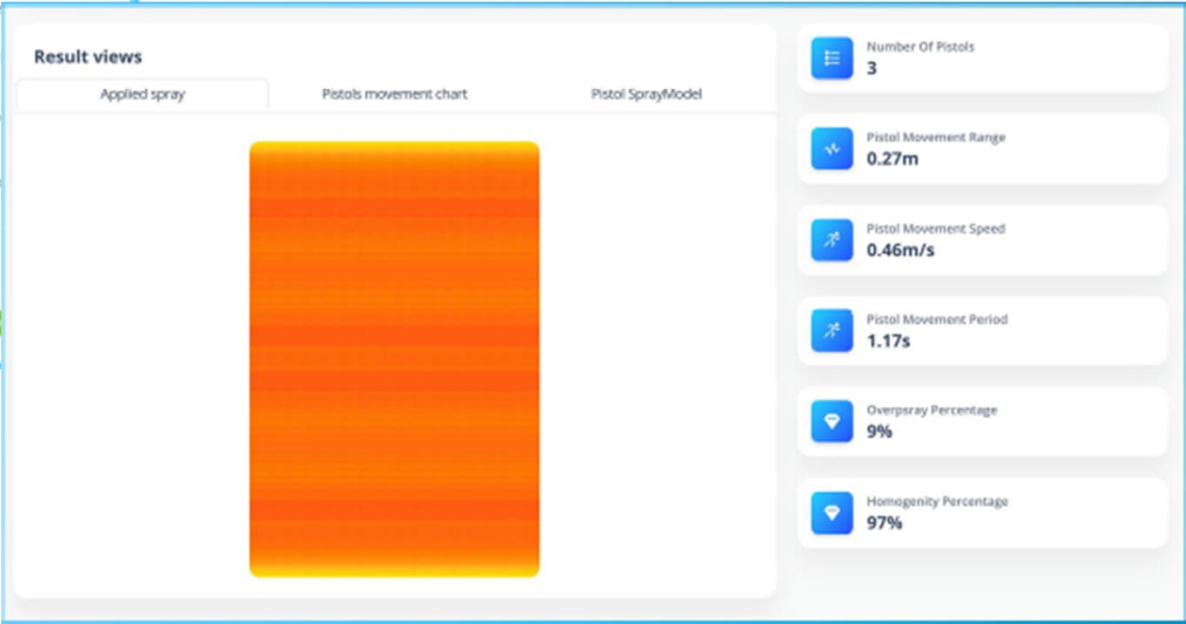 Result views
Applied spray
Pistols movement chart
Pistol SprayModel
Number Of Pistols
3
Pistol Movement Range
0.27m
Pistol Movement Speed
0.46m/s
Pistol Movement Period
1.17s
Overpsray Percentage
9%
Homogenity Percentage
97%